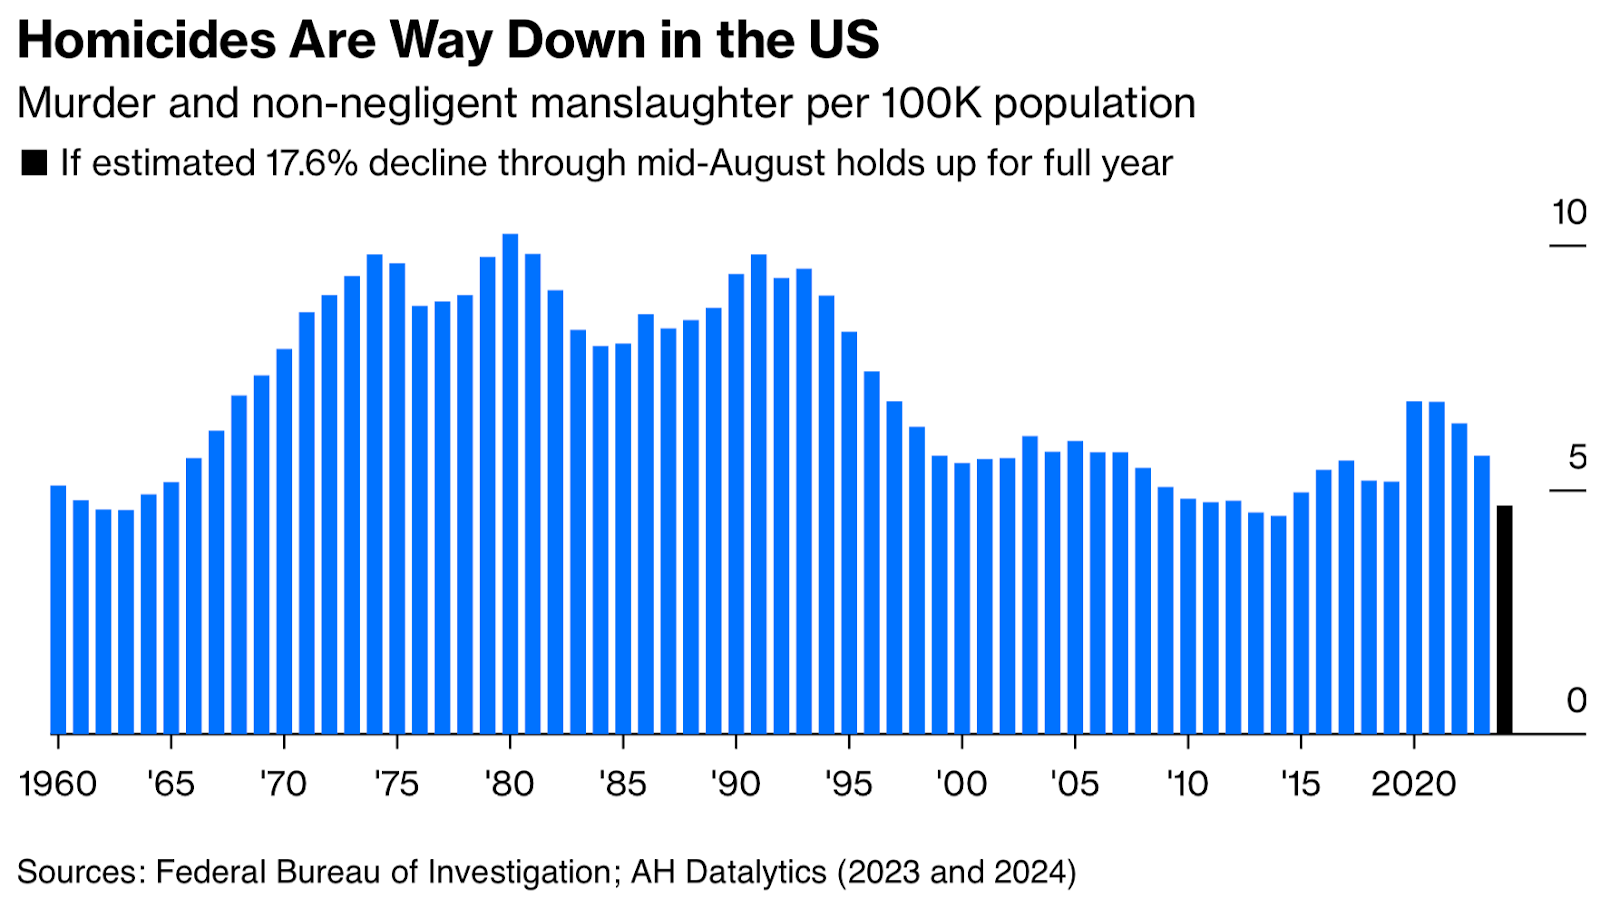 Homicides Are Way Down in the US
Murder and non-negligent manslaughter per 100K population
If estimated 17.6% decline through mid-August holds up for full year
10
5
0
1960 '65 '70 '75 '80 '85 '90 '95 '00 '05 '10 '15 2020
Sources: Federal Bureau of Investigation; AH Datalytics (2023 and 2024)